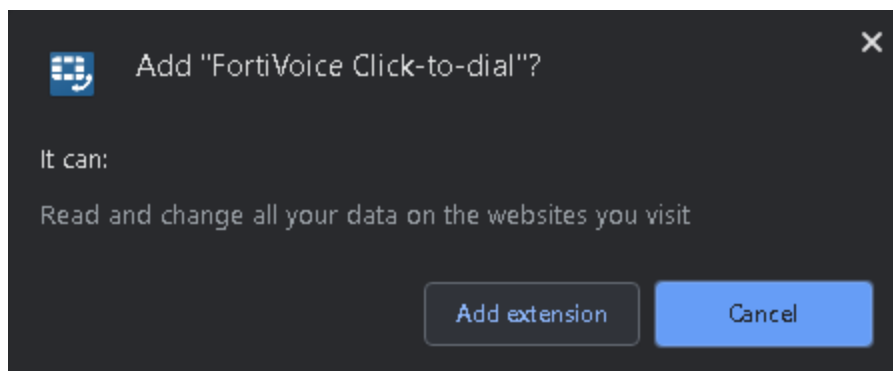 Add "FortiVoice Click-to-dial"?
It can:
Read and change all your data on the websites you visit
Add extension
Cancel